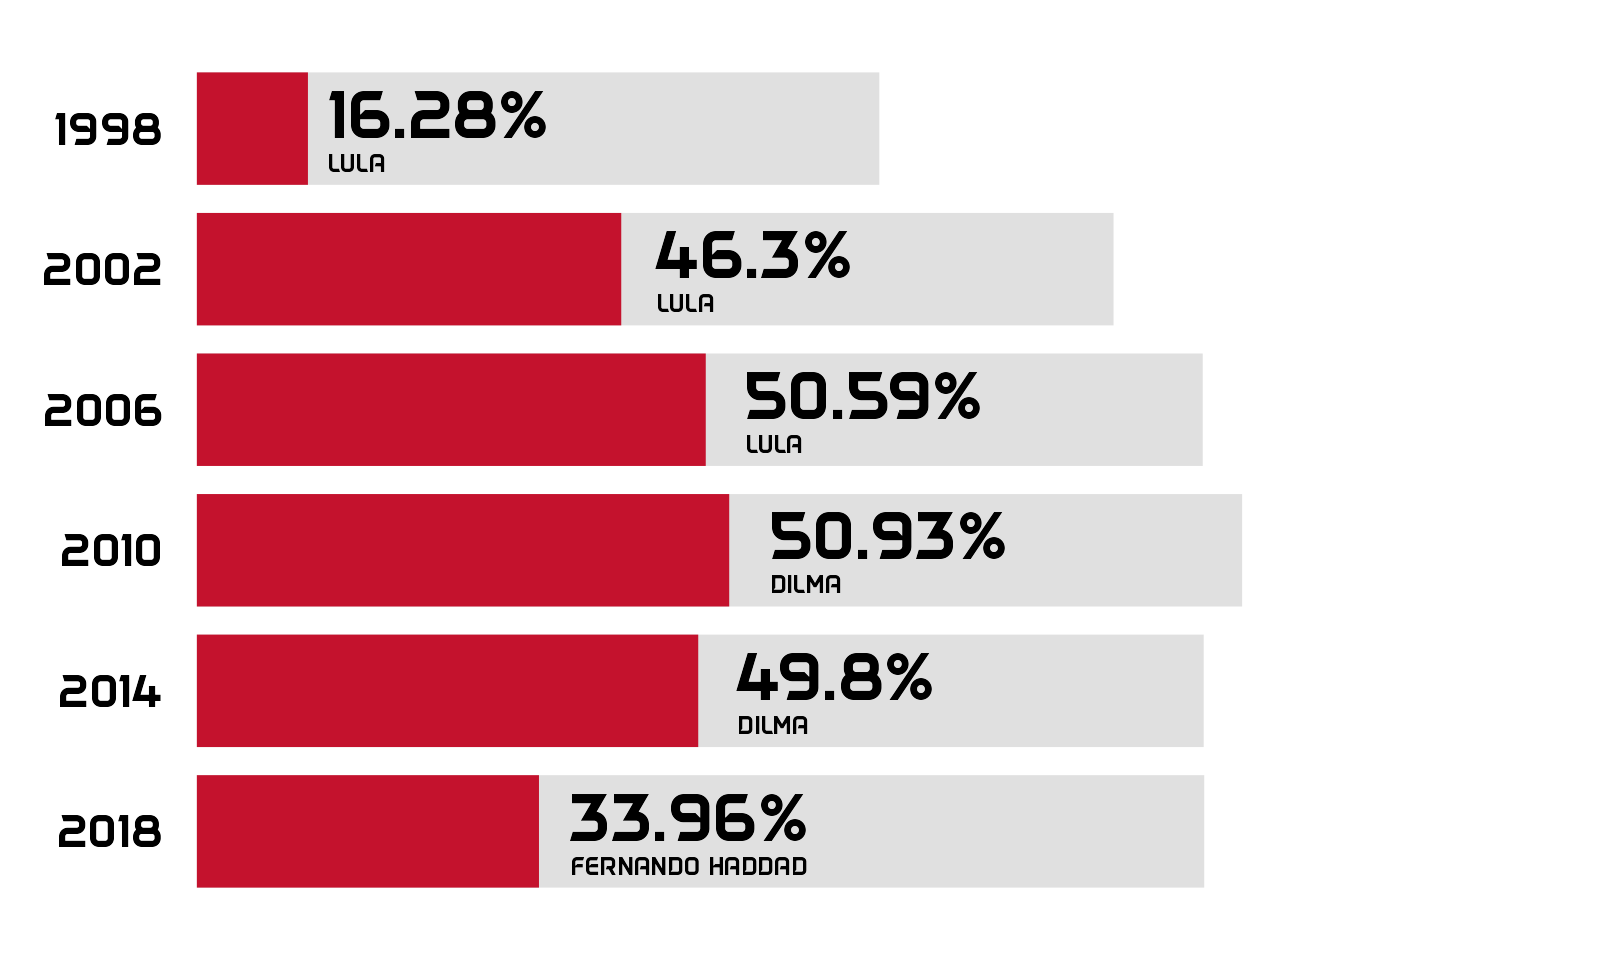 1998
16.28%
LULA
2002
46.3%
LULA
2006
50.59%
LULA
2010
50.93%
DILMA
2014
49.8%
DILMA
2018
33.96%
FERNANDO HADDAD